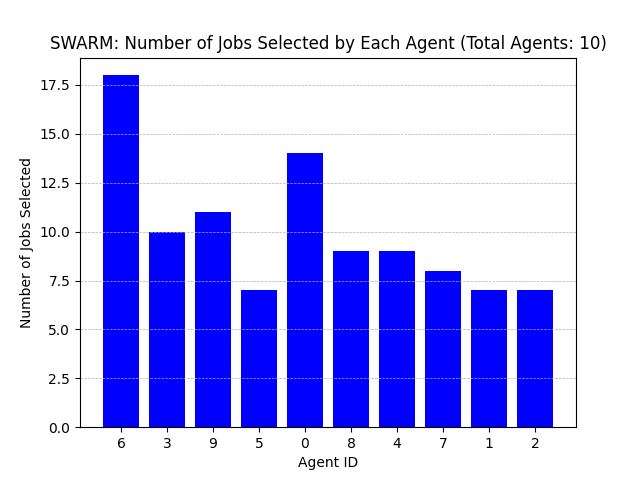 SWARM: Number of Jobs Selected by Each Agent (Total Agents: 10)
Number of Jobs Selected
17.5
15.0
12.5
10.0
7.5
5.0
2.5
0.0
6 3 9 5 0 8 4 7 1 2
Agent ID